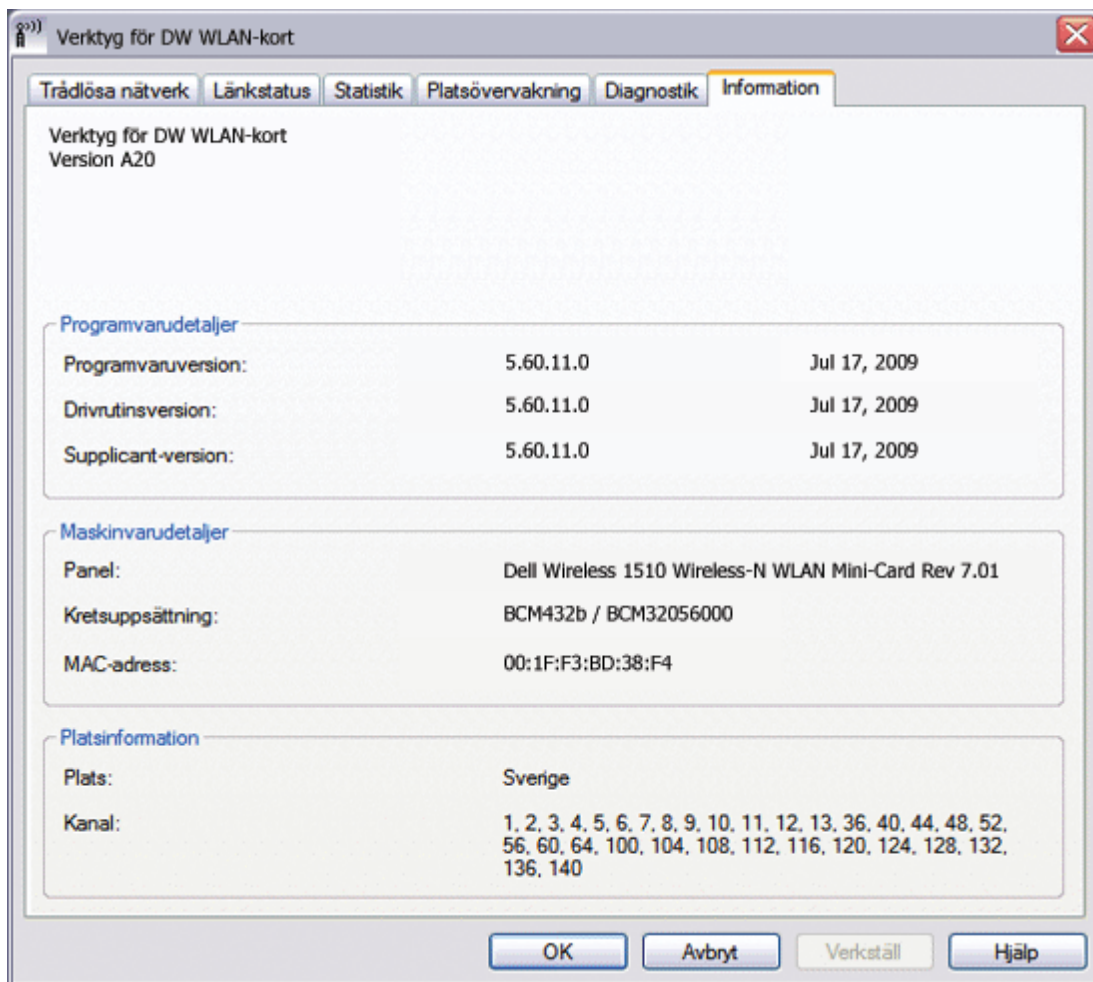 Verktyg för DW WLAN-kort
Trådlösa nätverk Länkstatus Statistik Platsövervakning Diagnostik Information
Verktyg för DW WLAN-kort
Version A20
Programvarudetaljer
Programvaruversion: 5.60.11.0 Jul 17, 2009
Drivrutinsversion: 5.60.11.0 Jul 17, 2009
Supplicant-version: 5.60.11.0 Jul 17, 2009
Maskinvarudetaljer
Panel: Dell Wireless 1510 Wireless-N WLAN Mini-Card Rev 7.01
Kretsuppsättning: BCM432b / BCM32056000
MAC-adress: 00:1F:F3:BD:38:F4
Platsinformation
Plats: Sverige
Kanal: 1, 2, 3, 4, 5, 6, 7, 8, 9, 10, 11, 12, 13, 36, 40, 44, 48, 52,
56, 60, 64, 100, 104, 108, 112, 116, 120, 124, 128, 132,
136, 140
OK Avbryt Verkställ Hjälp